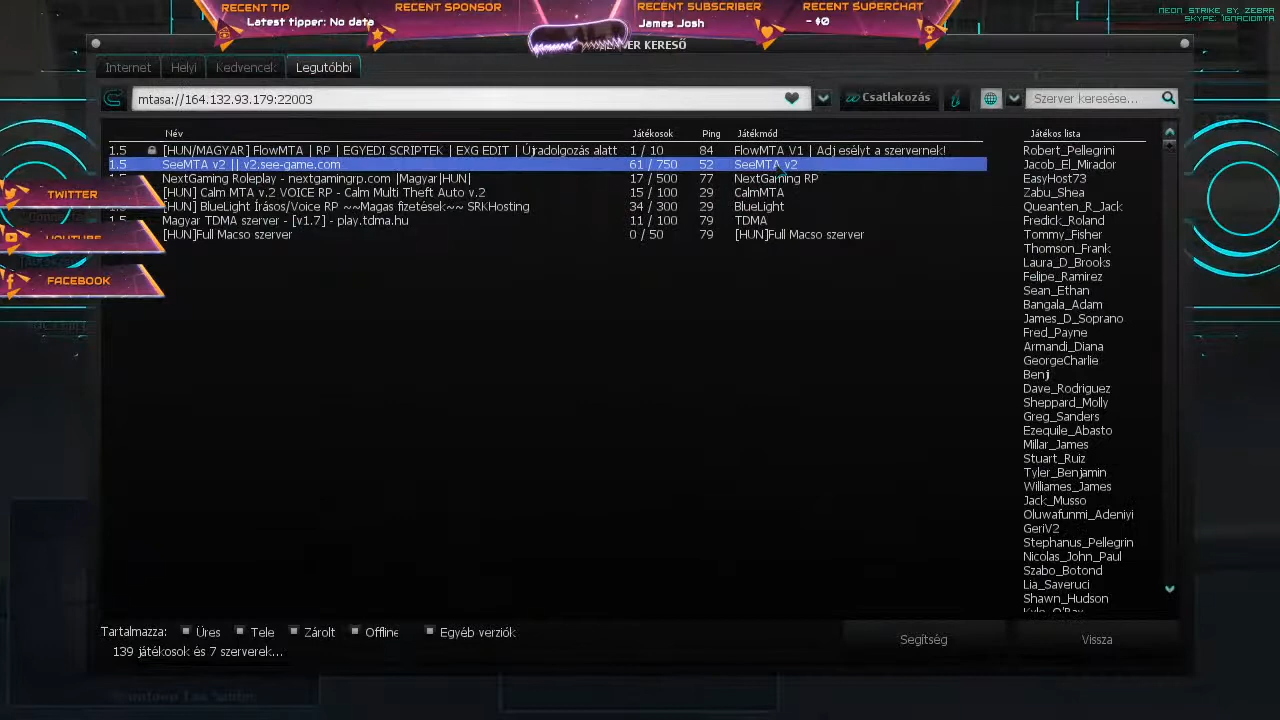 RECENT TIP
Latest tipper: No data
RECENT SPONSOR
RECENT SUBSCRIBER
James Josh
RECENT SUPERCHAT
- $0
NEON STRIKE BY ZEBRA
SKYPE: IGNACIOMTA
KERESŐ
Internet Helyi Kedvencek Legutóbbi
mtasa://164.132.93.179:22003
Csatlakozás
Szerver keresése...
Név Játékosok Ping Játékmód Játékos lista
1.5 [HUN/MAGYAR] FlowMTA | RP | EGYEDI SCRIPTEK | EXG EDIT | Újradolgozás alatt 1 / 10 84 FlowMTA V1 | Adj esélyt a szervernek!
1.5 SeeMTA v2 || v2.see-game.com 61 / 750 52 SeeMTA v2
NextGaming Roleplay - nextgamingrp.com |Magyar|HUN| 17 / 500 77 NextGaming RP
[HUN] Calm MTA v.2 VOICE RP - Calm Multi Theft Auto v.2 15 / 100 29 CalmMTA
[HUN] BlueLight Írásos/Voice RP ~~Magas fizetések~~ SRKHosting 34 / 300 29 BlueLight
1.5 Magyar TDMA szerver - [v1.7] - play.tdma.hu 11 / 100 79 TDMA
[HUN]Full Macso szerver 0 / 50 79 [HUN]Full Macso szerver
Robert_Pellegrini
Jacob_El_Mirador
EasyHost73
Zabu_Shea
Queanten_R_Jack
Fredick_Roland
Tommy_Fisher
Thomson_Frank
Laura_D_Brooks
Felipe_Ramirez
Sean_Ethan
Bangala_Adam
James_D_Soprano
Fred_Payne
Armandi_Diana
GeorgeCharlie
Benji
Dave_Rodriguez
Sheppard_Molly
Greg_Sanders
Ezequile_Abasto
Millar_James
Stuart_Ruiz
Tyler_Benjamin
Williames_James
Jack_Musso
Oluwafunmi_Adeniyi
GeriV2
Stephanus_Pellegrin
Nicolas_John_Paul
Szabo_Botond
Lia_Saveruci
Shawn_Hudson
TWITTER
YOUTUBE
FACEBOOK
Tartalmazza: Üres Tele Zárolt Offline Egyéb verziók
139 játékosok és 7 szerverek...
Segítség
Vissza